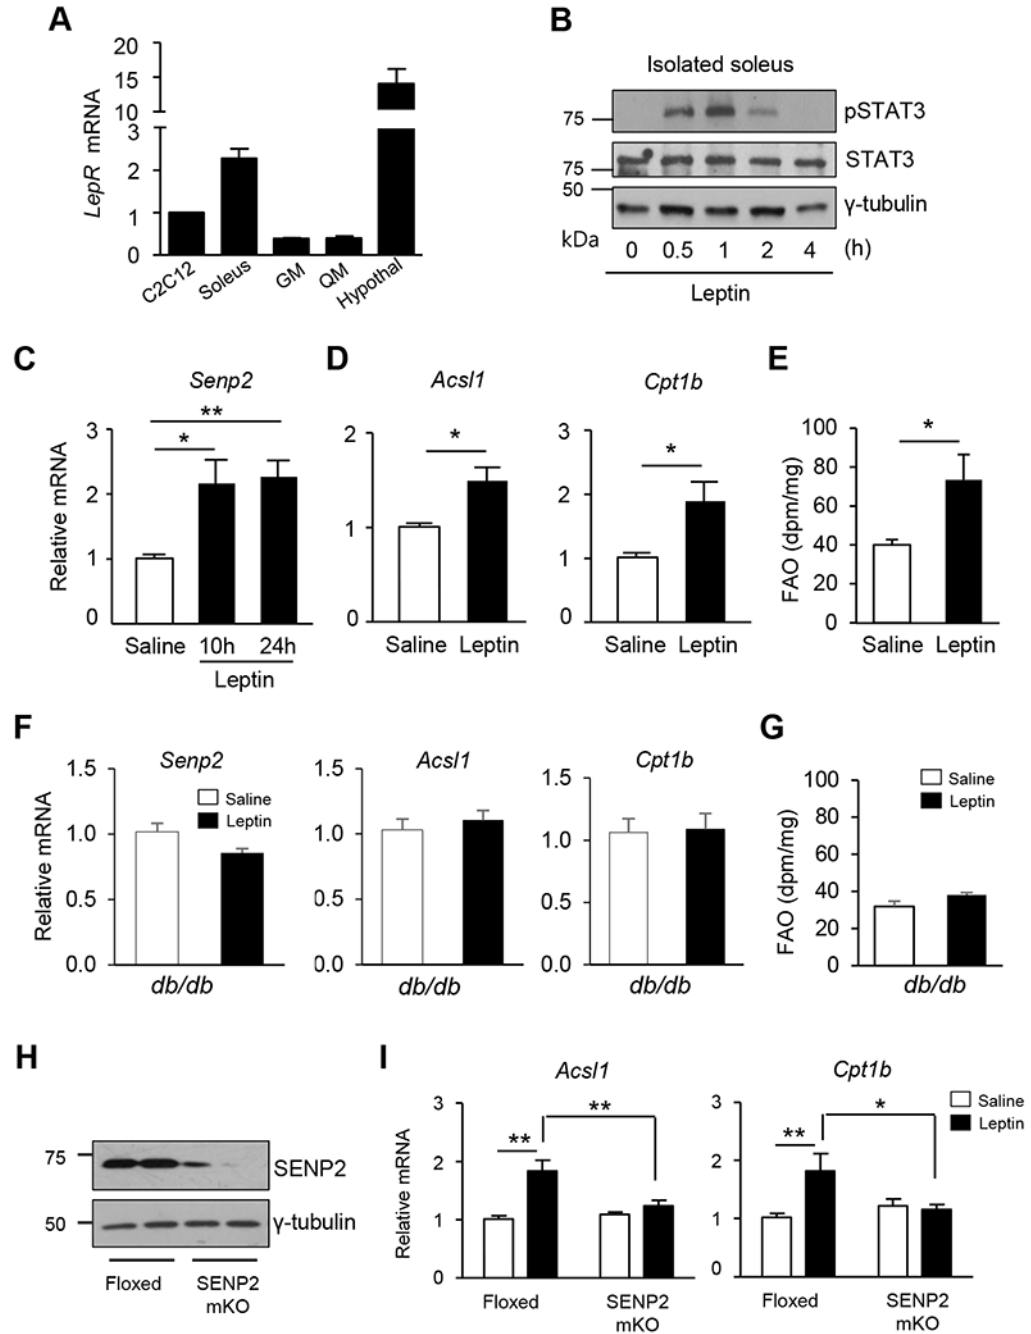 A
LepR mRNA
20
15
10
3
2
1
0
C2C12
Soleus
GM
QM
Hypothal
B
Isolated soleus
75
pSTAT3
75
STAT3
50
γ-tubulin
kDa
0 0.5 1 2 4 (h)
Leptin
C
Senp2
Relative mRNA
**
*
3
2
1
0
Saline 10h 24h
Leptin
D
Acsl1
*
2
1
0
Saline Leptin
Cpt1b
*
3
2
1
0
Saline Leptin
E
FAO (dpm/mg)
*
100
80
60
40
20
0
Saline Leptin
F
Senp2
Relative mRNA
1.5
1.0
0.5
0.0
Saline
Leptin
db/db
Acsl1
1.5
1.0
0.5
0.0
db/db
Cpt1b
1.5
1.0
0.5
0.0
db/db
G
FAO (dpm/mg)
100
80
60
40
20
0
Saline
Leptin
db/db
H
75
SENP2
50
γ-tubulin
Floxed SENP2
mKO
I
Acsl1
Relative mRNA
3
2
1
0
**
**
Floxed SENP2
mKO
Cpt1b
3
2
1
0
**
*
Saline
Leptin
Floxed SENP2
mKO